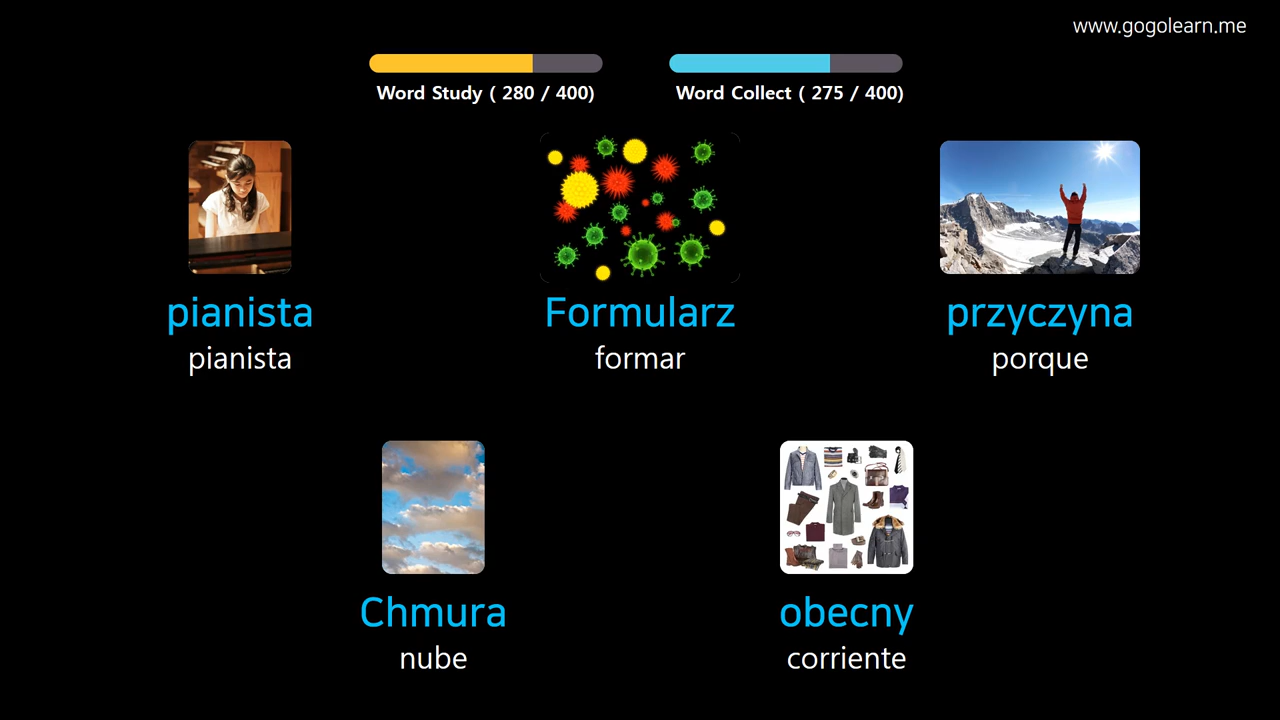 www.gogolearn.me
Word Study ( 280 / 400)
Word Collect ( 275 / 400)
pianista
pianista
Formularz
formar
przyczyna
porque
Chmura
nube
obecny
corriente